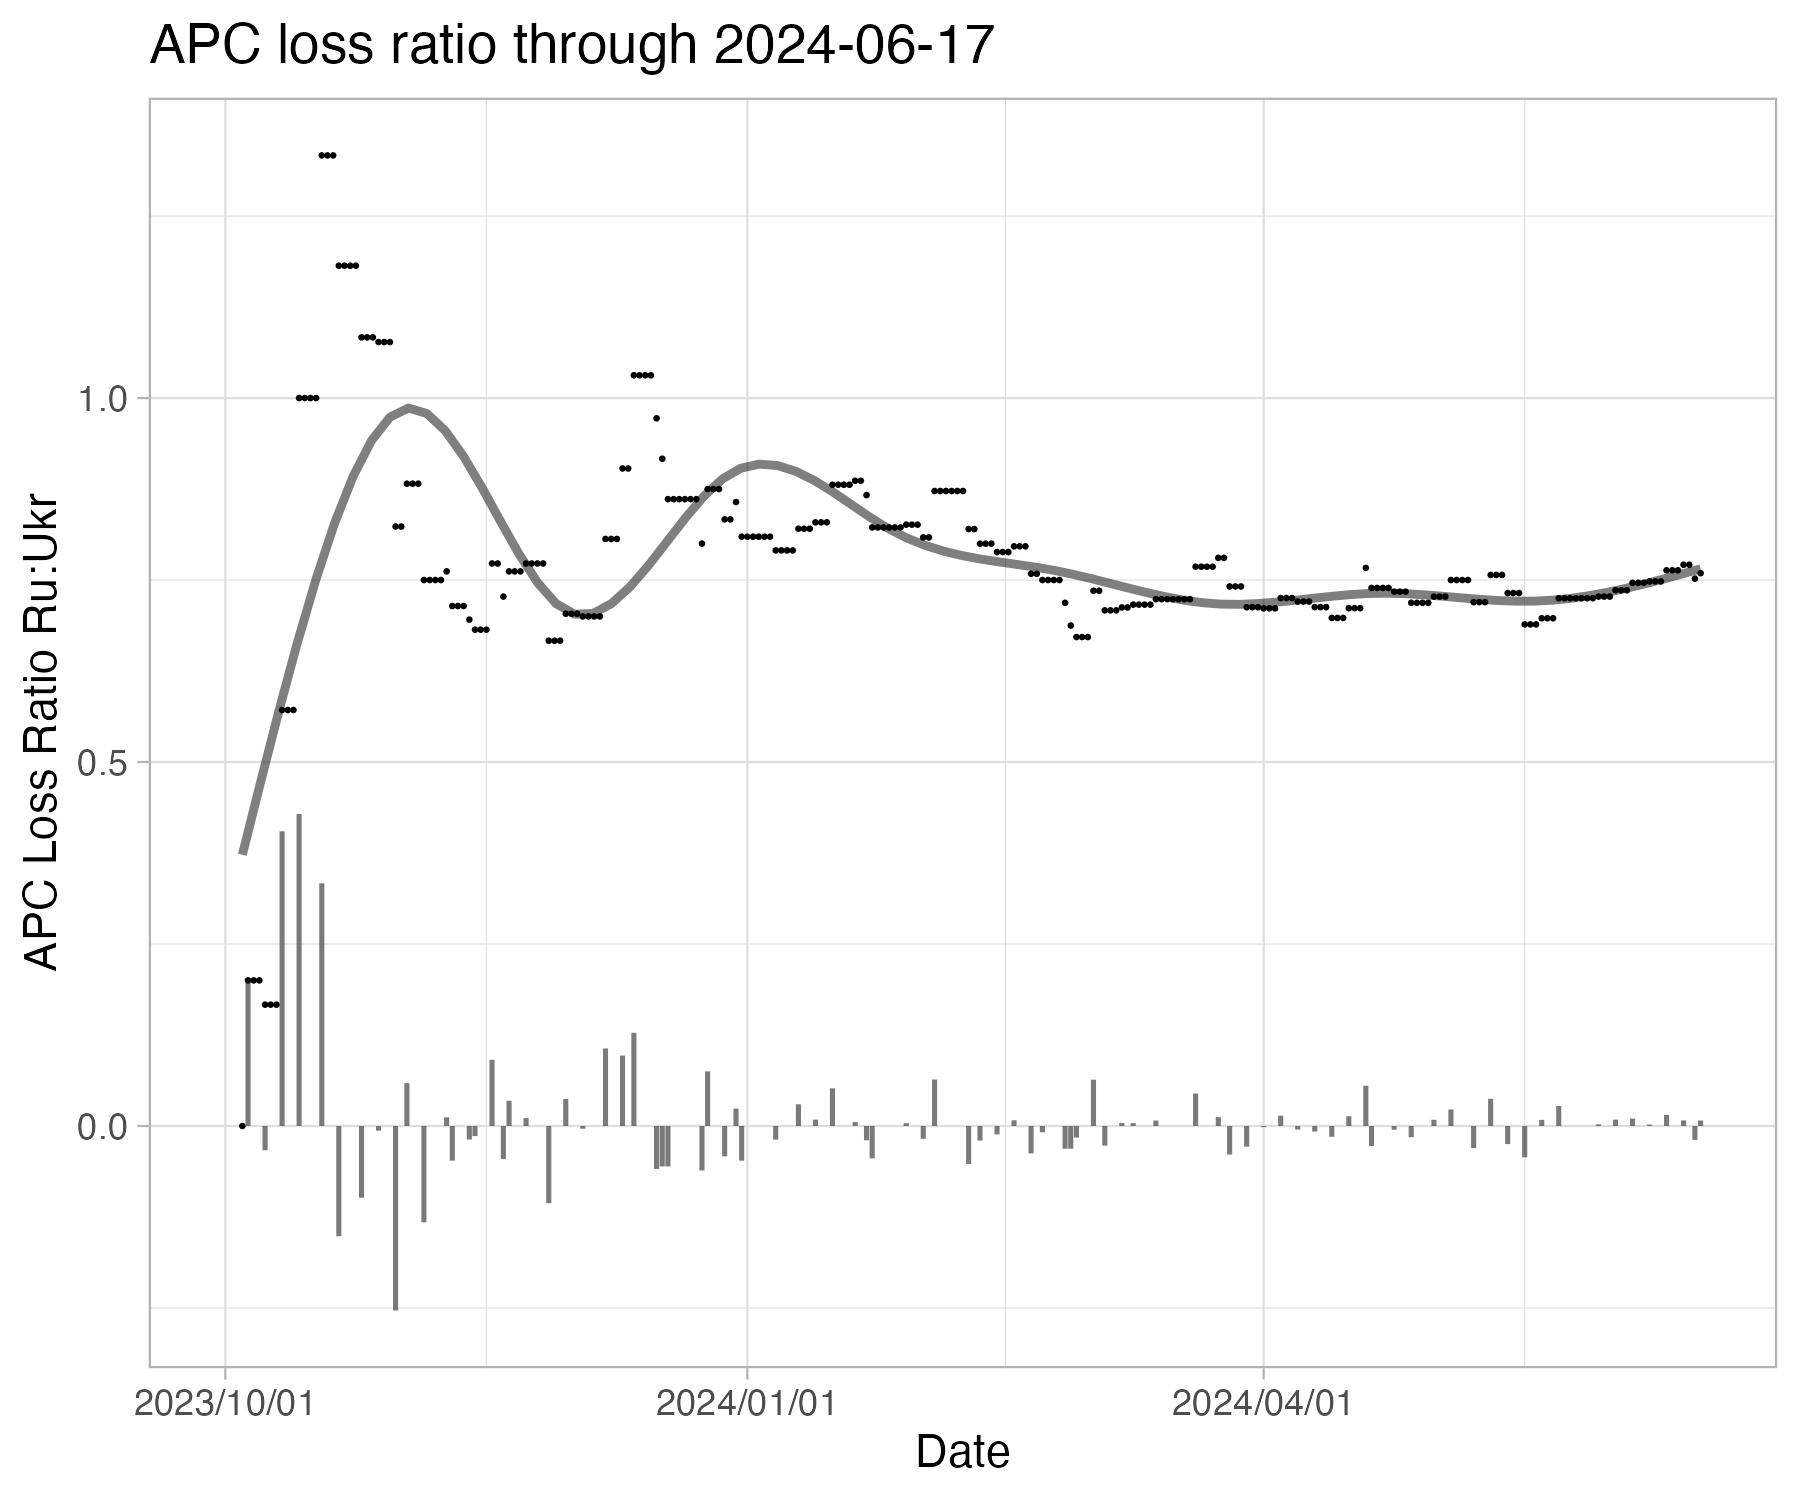 APC loss ratio through 2024-06-17
APC Loss Ratio Ru:Ukr
1.0
0.5
0.0
2023/10/01 2024/01/01 2024/04/01
Date